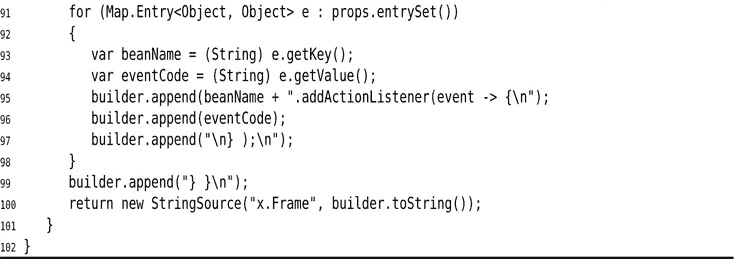 91 for (Map.Entry<Object, Object> e : props.entrySet())
92 {
93 var beanName = (String) e.getKey();
94 var eventCode = (String) e.getValue();
95 builder.append(beanName + ".addActionListener(event -> {\n");
96 builder.append(eventCode);
97 builder.append("\n} );\n");
98 }
99 builder.append("} }\n");
100 return new StringSource("x.Frame", builder.toString());
101 }
102 }